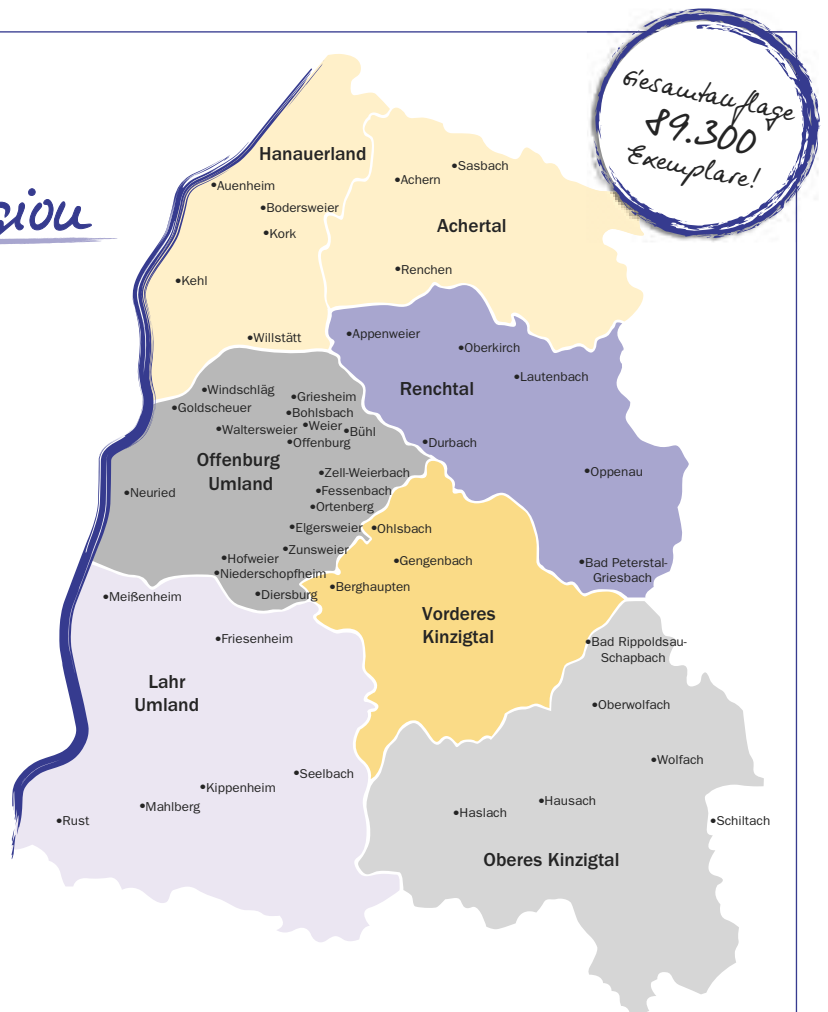 Gesamtauflage
89.300
Exemplare!
Hanauerland
•Sasbach
•Achern
•Auenheim
•Bodersweier
Achertal
•Kork
•Renchen
•Kehl
•Willstätt
•Appenweier
•Oberkirch
•Lautenbach
Renchtal
•Windschläg
•Griesheim
•Goldscheuer
•Bohlsbach
•Waltersweier
•Weier
•Bühl
•Offenburg
•Durbach
Offenburg
Umland
•Zell-Weierbach
•Oppenau
•Neuried
•Fessenbach
•Ortenberg
•Elgersweier
•Ohlsbach
•Zunsweier
•Hofweier
•Gengenbach
•Bad Peterstal-
Griesbach
•Niederschopfheim
•Berghaupten
•Diersburg
•Meißenheim
Vorderes
Kinzigtal
•Friesenheim
•Bad Rippoldsau-
Schapbach
Lahr
Umland
•Oberwolfach
•Wolfach
•Seelbach
•Kippenheim
•Hausach
•Mahlberg
•Haslach
•Rust
•Schiltach
Oberes Kinzigtal